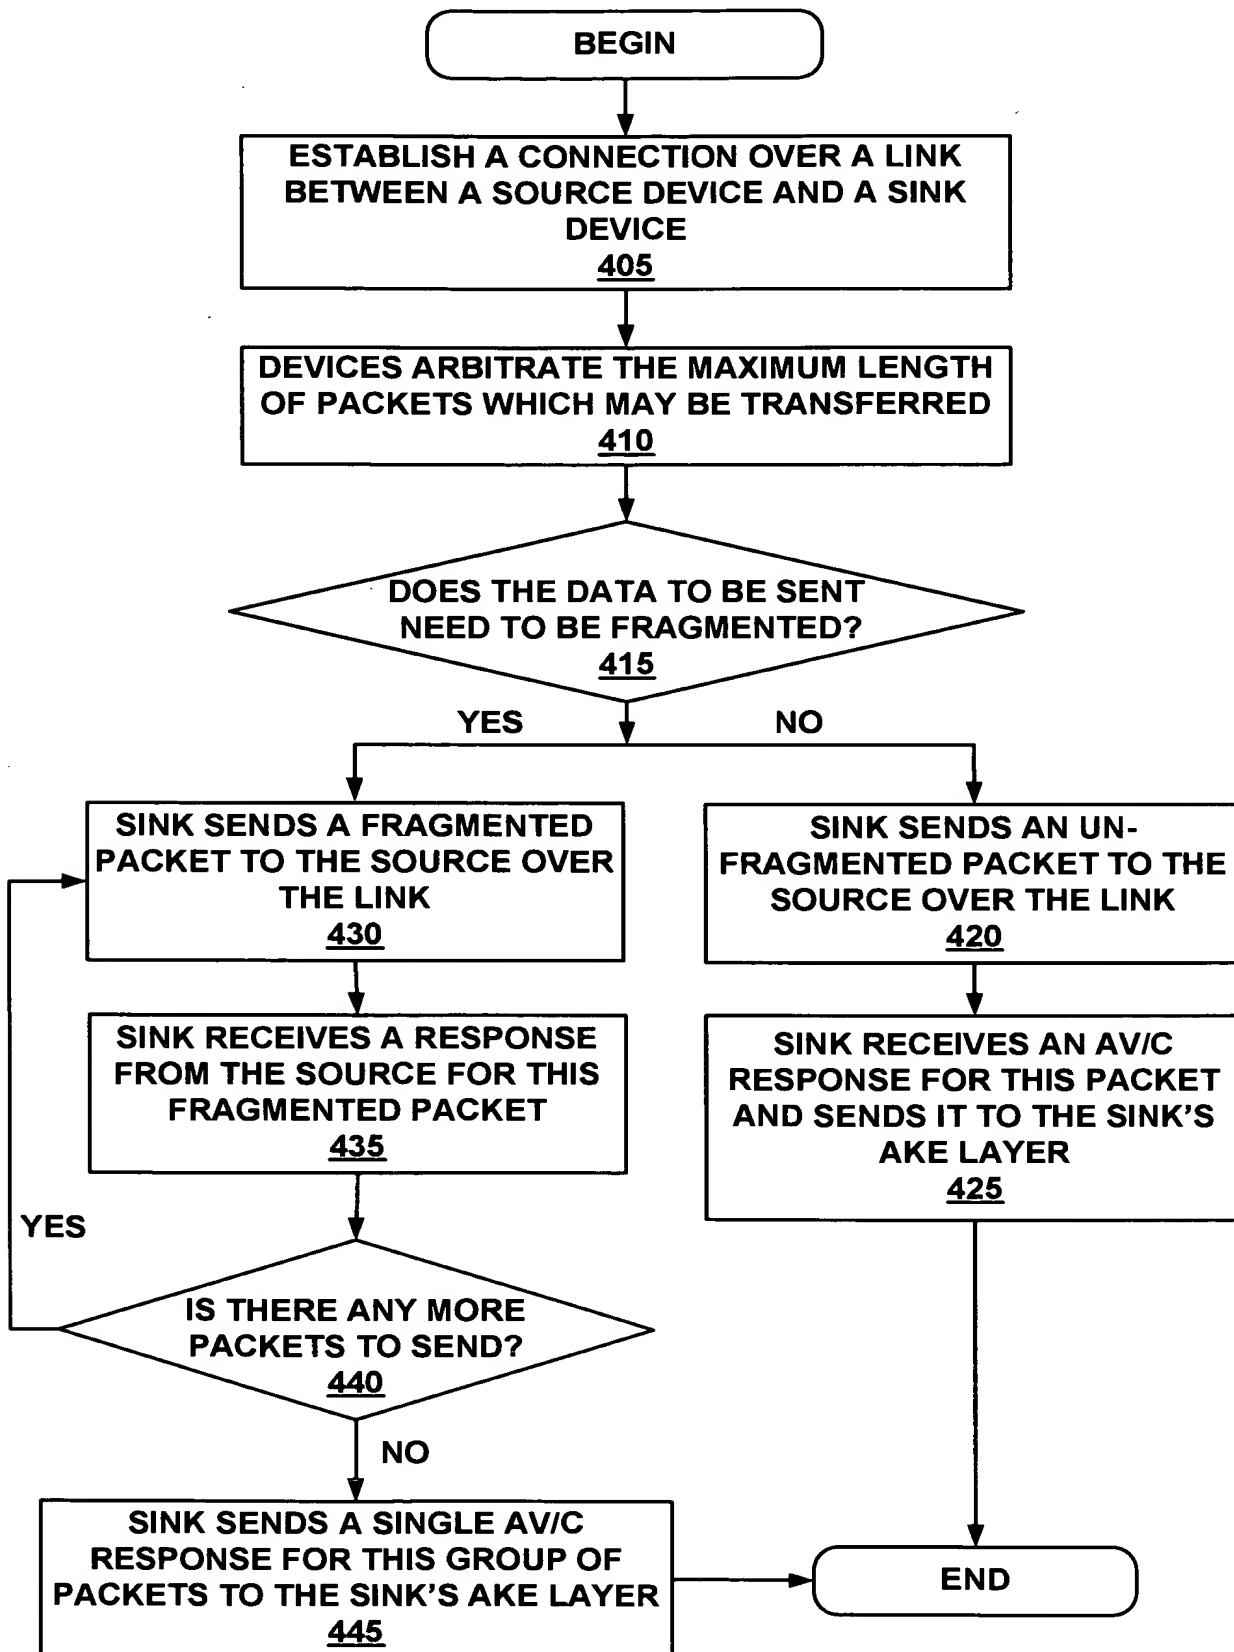 BEGIN
ESTABLISH A CONNECTION OVER A LINK
BETWEEN A SOURCE DEVICE AND A SINK
DEVICE
405
DEVICES ARBITRATE THE MAXIMUM LENGTH
OF PACKETS WHICH MAY BE TRANSFERRED
410
DOES THE DATA TO BE SENT
NEED TO BE FRAGMENTED?
415
YES
NO
SINK SENDS A FRAGMENTED
PACKET TO THE SOURCE OVER
THE LINK
430
SINK SENDS AN UN-
FRAGMENTED PACKET TO THE
SOURCE OVER THE LINK
420
SINK RECEIVES A RESPONSE
FROM THE SOURCE FOR THIS
FRAGMENTED PACKET
435
SINK RECEIVES AN AV/C
RESPONSE FOR THIS PACKET
AND SENDS IT TO THE SINK'S
AKE LAYER
425
YES
IS THERE ANY MORE
PACKETS TO SEND?
440
NO
SINK SENDS A SINGLE AV/C
RESPONSE FOR THIS GROUP OF
PACKETS TO THE SINK'S AKE LAYER
445
END